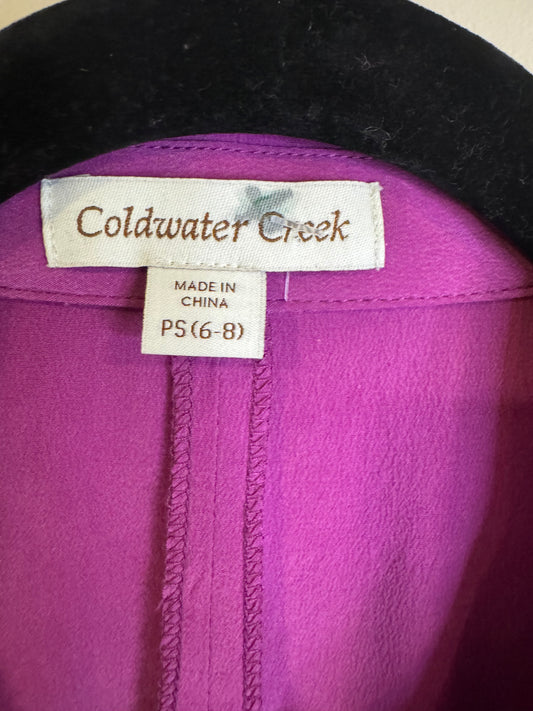 Coldwater Creek
MADE IN
CHINA
PS(6-8)